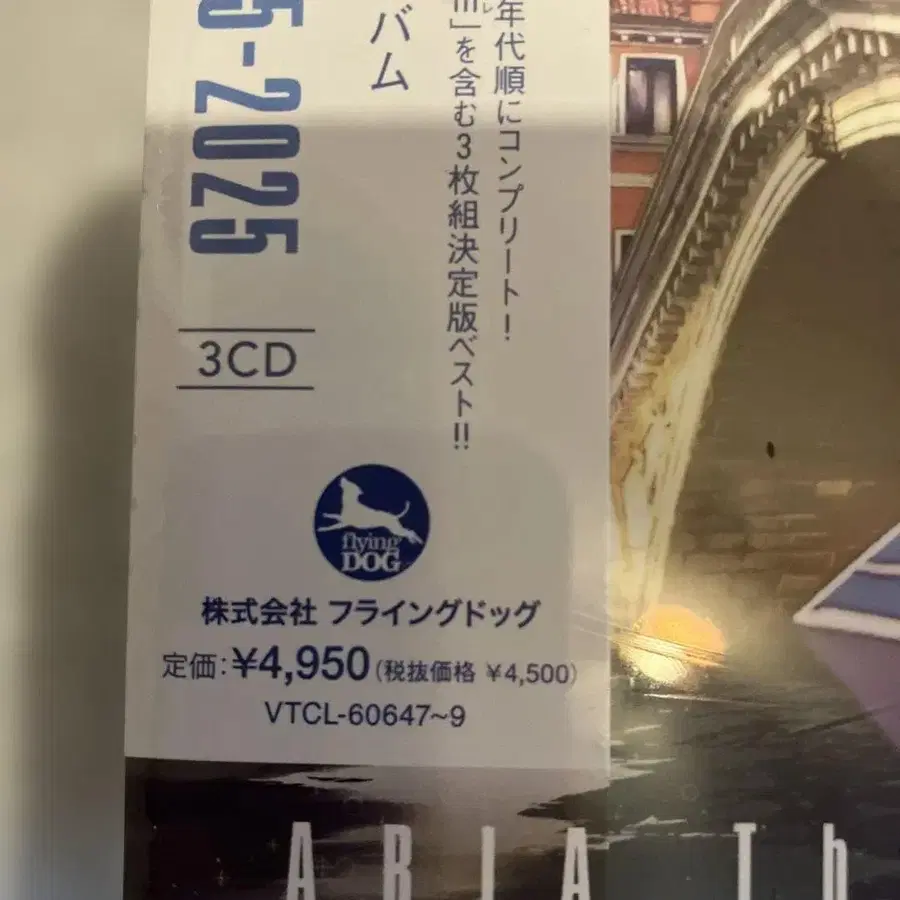 年代順にコンプリート!
」を含む3枚組決定版ベスト!!
バム
5-2025
3CD
flying
DOG
株式会社 フライングドッグ
定価:¥4,950(税抜価格 ¥4,500)
VTCL-60647~9
ARIA Th